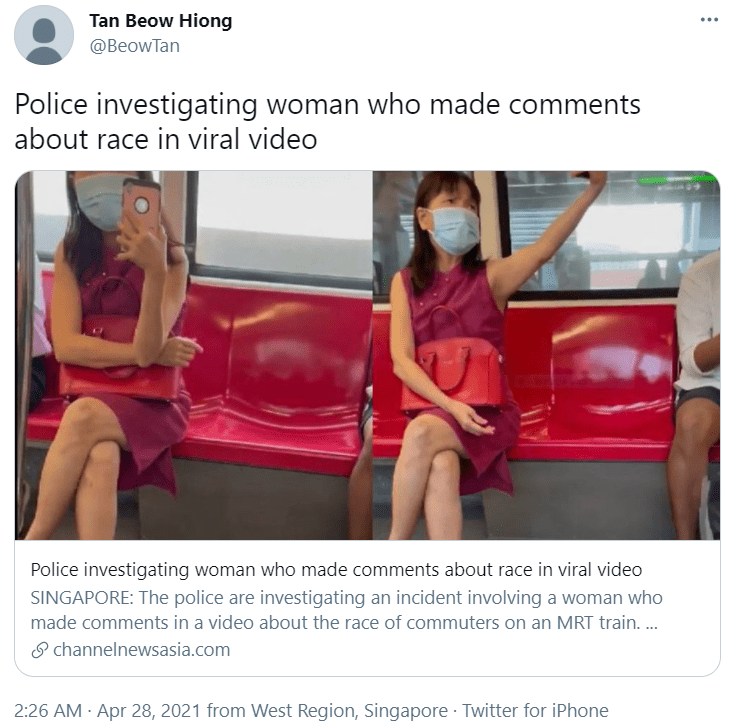 Tan Beow Hiong
@BeowTan
Police investigating woman who made comments
about race in viral video
Police investigating woman who made comments about race in viral video
SINGAPORE: The police are investigating an incident involving a woman who
made comments in a video about the race of commuters on an MRT train. ...
channelnewsasia.com
2:26 AM · Apr 28, 2021 from West Region, Singapore · Twitter for iPhone